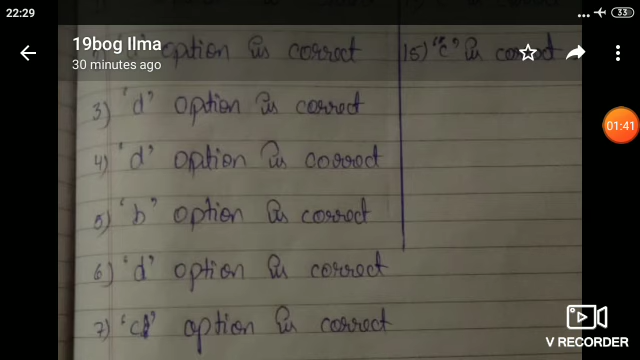 22:29
33
19bog Ilma
30 minutes ago
option is correct
15) "c" is correct
3) 'd' option is correct
4) 'd' option is correct
5) 'b' option is correct
6) 'd' option is correct
7) 'c' option is correct
01:41
V RECORDER